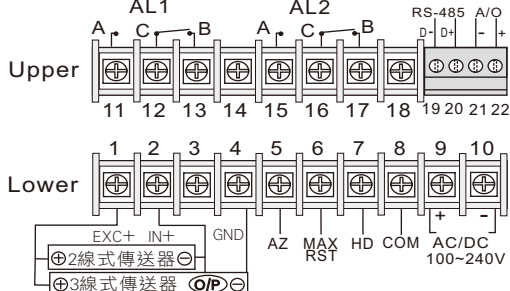 AL1 AL2
RS-485 A/O
A C B A C B D- D+ - +
Upper
11 12 13 14 15 16 17 18 19 20 21 22
1 2 3 4 5 6 7 8 9 10
Lower
+ -
EXC+ IN+ GND AZ MAX RST HD COM AC/DC 100~240V
⊕2線式傳送器⊖
⊕3線式傳送器 O/P ⊖